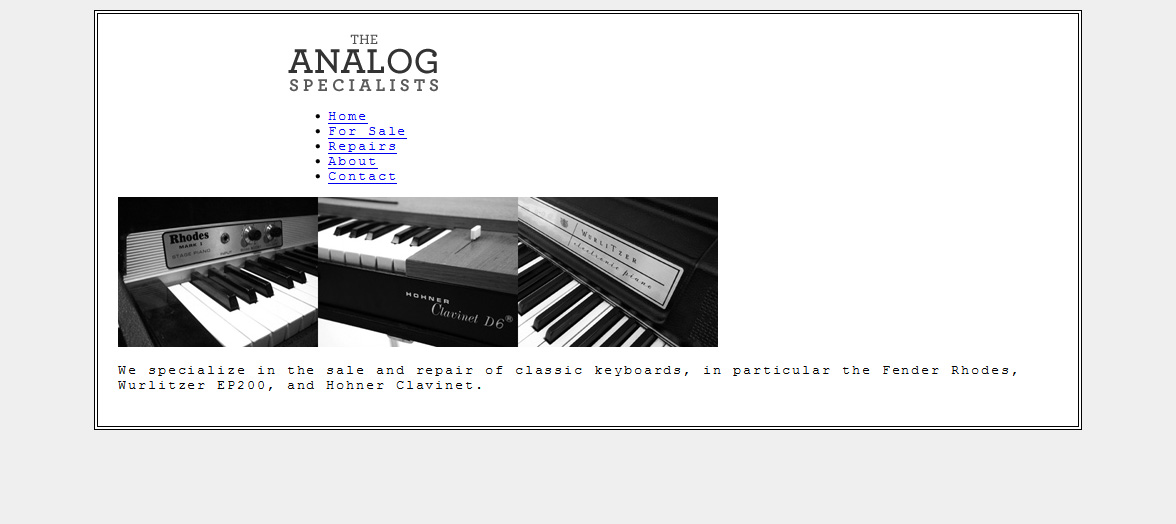 THE
ANALOG
SPECIALISTS
Home
For Sale
Repairs
About
Contact
Rhodes
MARK I
STAGE PIANO
INPUT
HOHNER
Clavinet D6®
WURLITZER
electronic piano
We specialize in the sale and repair of classic keyboards, in particular the Fender Rhodes,
Wurlitzer EP200, and Hohner Clavinet.